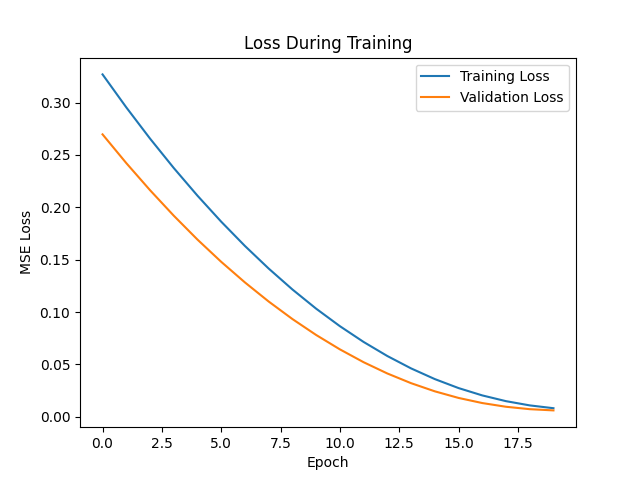 Loss During Training
Training Loss
Validation Loss
MSE Loss
0.30
0.25
0.20
0.15
0.10
0.05
0.00
0.0 2.5 5.0 7.5 10.0 12.5 15.0 17.5
Epoch